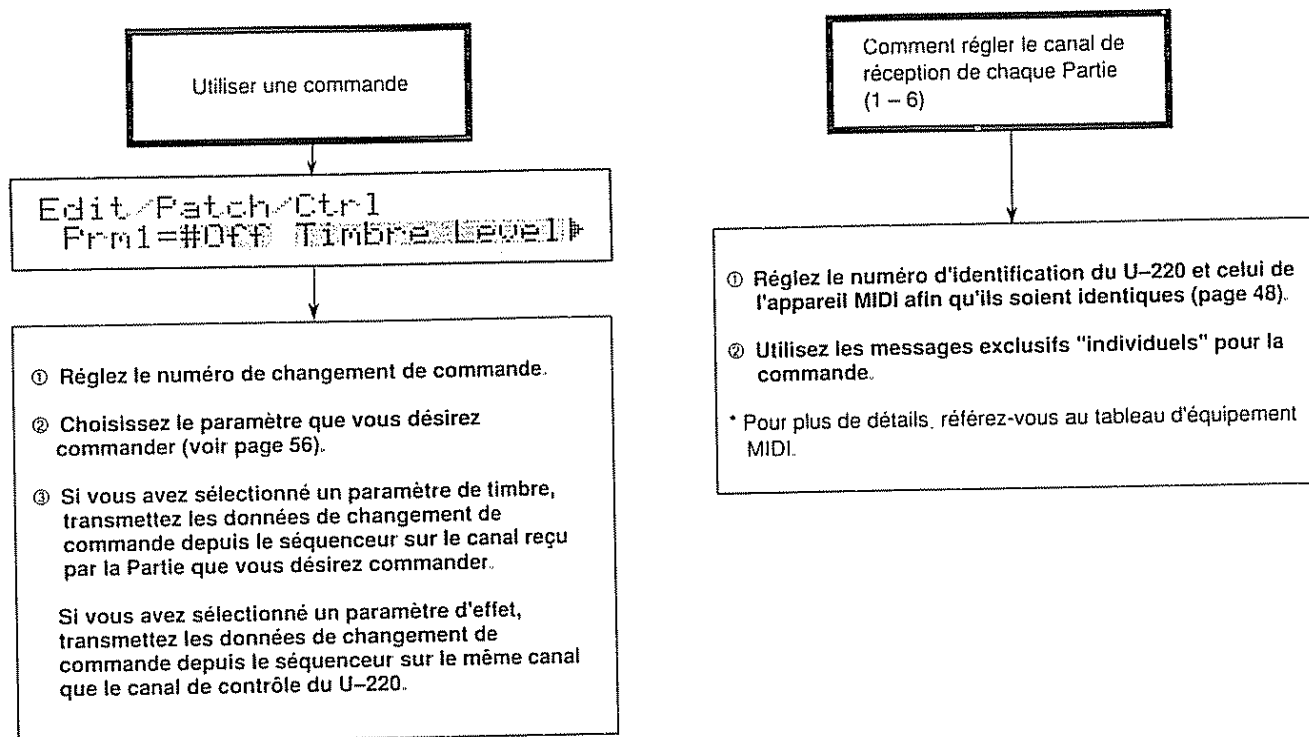 Utiliser une commande
Edit/Patch/Ctrl
Prm1=#Off Timbre Level▶
① Réglez le numéro de changement de commande.
② Choisissez le paramètre que vous désirez
commander (voir page 56).
③ Si vous avez sélectionné un paramètre de timbre,
transmettez les données de changement de
commande depuis le séquenceur sur le canal reçu
par la Partie que vous désirez commander.
Si vous avez sélectionné un paramètre d'effet,
transmettez les données de changement de
commande depuis le séquenceur sur le même canal
que le canal de contrôle du U–220.
Comment régler le canal de
réception de chaque Partie
(1 – 6)
① Réglez le numéro d'identification du U–220 et celui de
l'appareil MIDI afin qu'ils soient identiques (page 48).
② Utilisez les messages exclusifs "individuels" pour la
commande.
* Pour plus de détails, référez-vous au tableau d'équipement
MIDI.